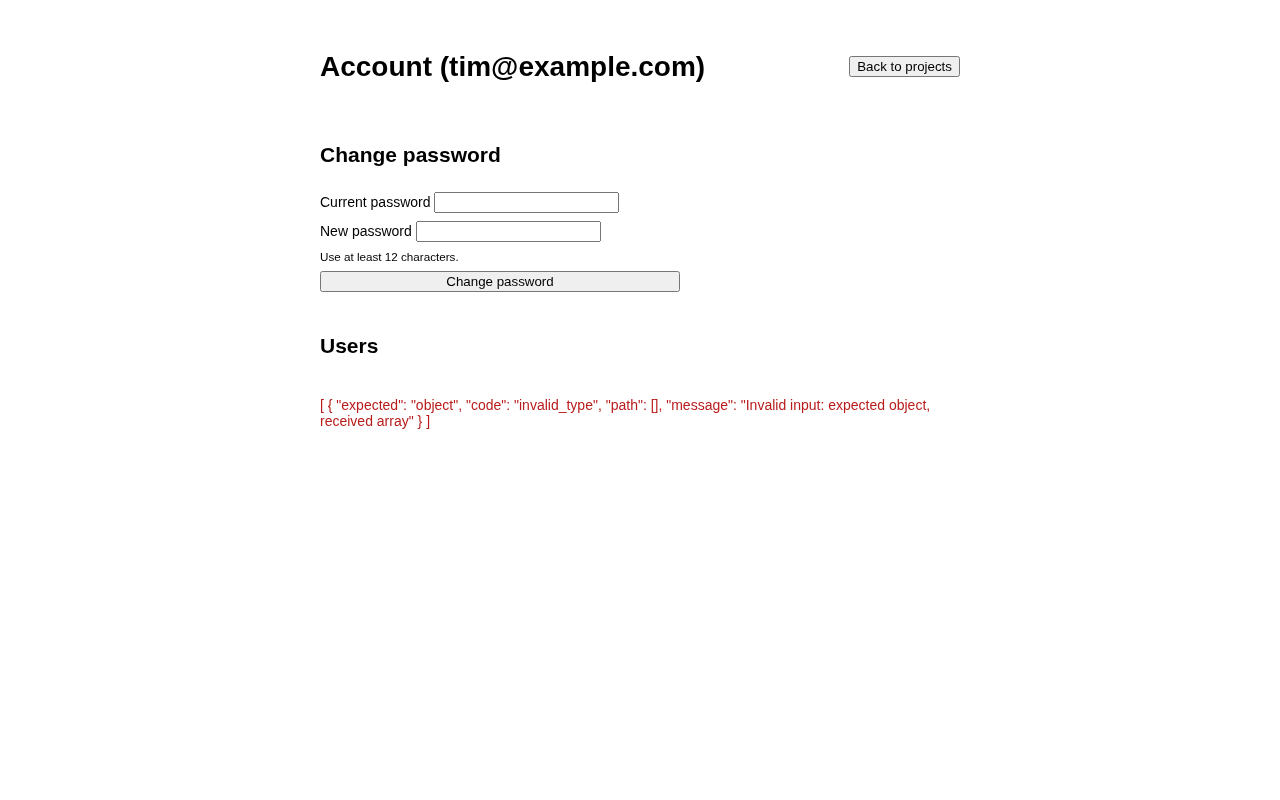 Account (tim@example.com)
Back to projects
Change password
Current password
New password
Use at least 12 characters.
Change password
Users
[ { "expected": "object", "code": "invalid_type", "path": [], "message": "Invalid input: expected object,
received array" } ]